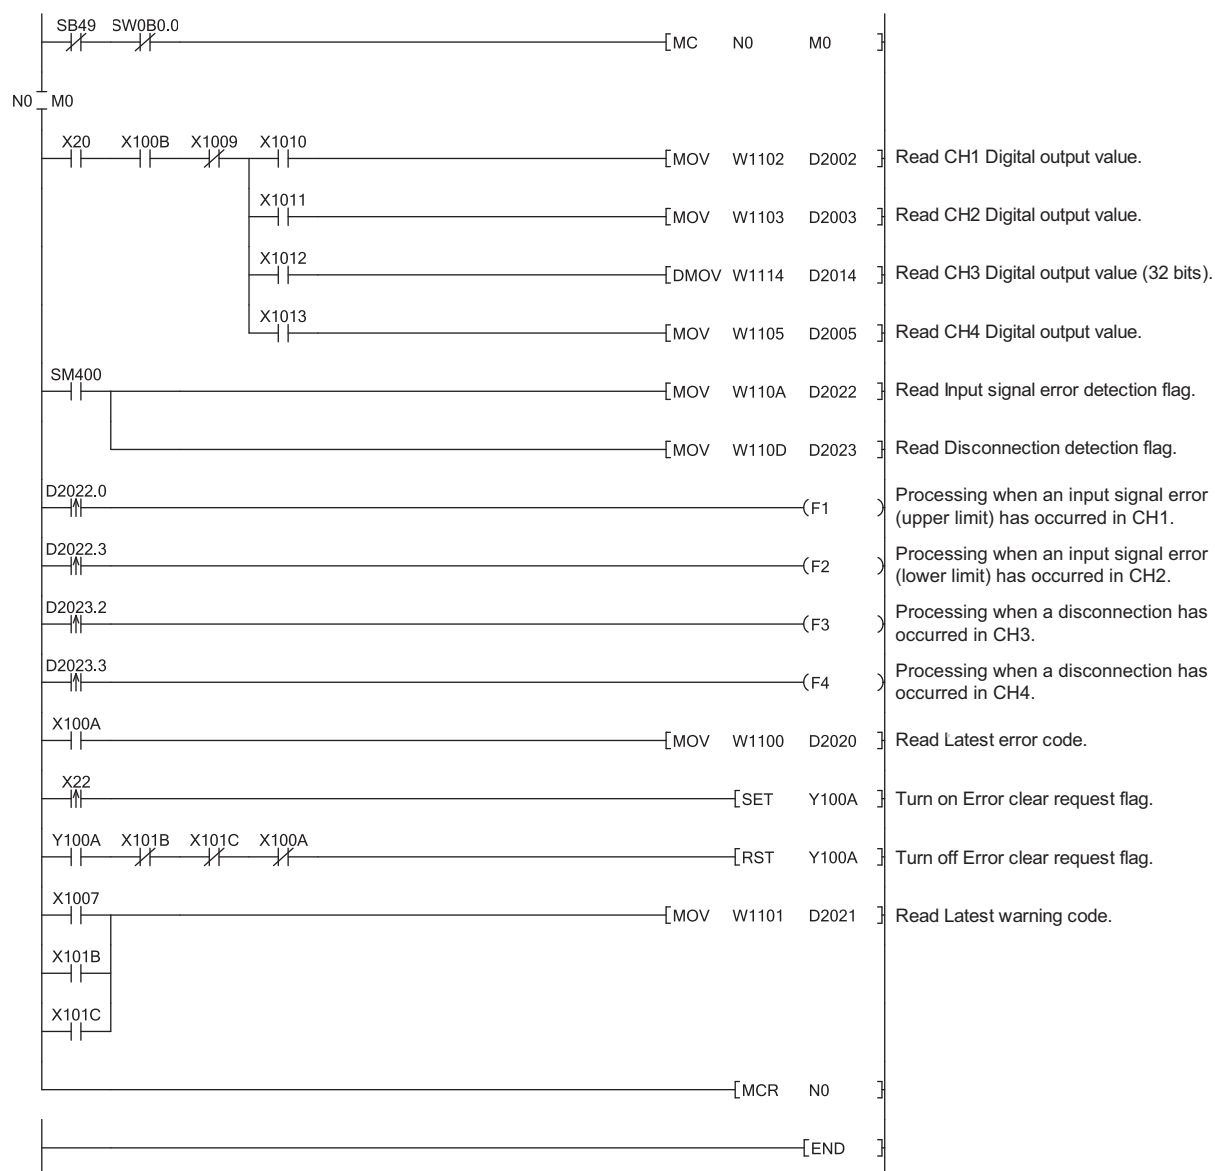 SB49 SW0B0.0
MC N0 M0
N0 M0
X20 X100B X1009 X1010
MOV W1102 D2002 Read CH1 Digital output value.
X1011
MOV W1103 D2003 Read CH2 Digital output value.
X1012
DMOV W1114 D2014 Read CH3 Digital output value (32 bits).
X1013
MOV W1105 D2005 Read CH4 Digital output value.
SM400
MOV W110A D2022 Read Input signal error detection flag.
MOV W110D D2023 Read Disconnection detection flag.
D2022.0
F1 Processing when an input signal error
(upper limit) has occurred in CH1.
D2022.3
F2 Processing when an input signal error
(lower limit) has occurred in CH2.
D2023.2
F3 Processing when a disconnection has
occurred in CH3.
D2023.3
F4 Processing when a disconnection has
occurred in CH4.
X100A
MOV W1100 D2020 Read Latest error code.
X22
SET Y100A Turn on Error clear request flag.
Y100A X101B X101C X100A
RST Y100A Turn off Error clear request flag.
X1007
MOV W1101 D2021 Read Latest warning code.
X101B
X101C
MCR N0
END